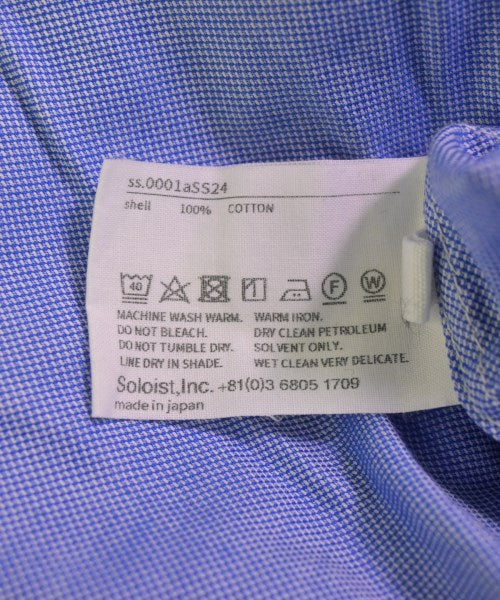 ss.0001aSS24
shell 100% COTTON
40 F W
MACHINE WASH WARM. WARM IRON.
DO NOT BLEACH. DRY CLEAN PETROLEUM
DO NOT TUMBLE DRY. SOLVENT ONLY.
LINE DRY IN SHADE. WET CLEAN VERY DELICATE.
Soloist,Inc. +81(0)3 6805 1709
made in japan